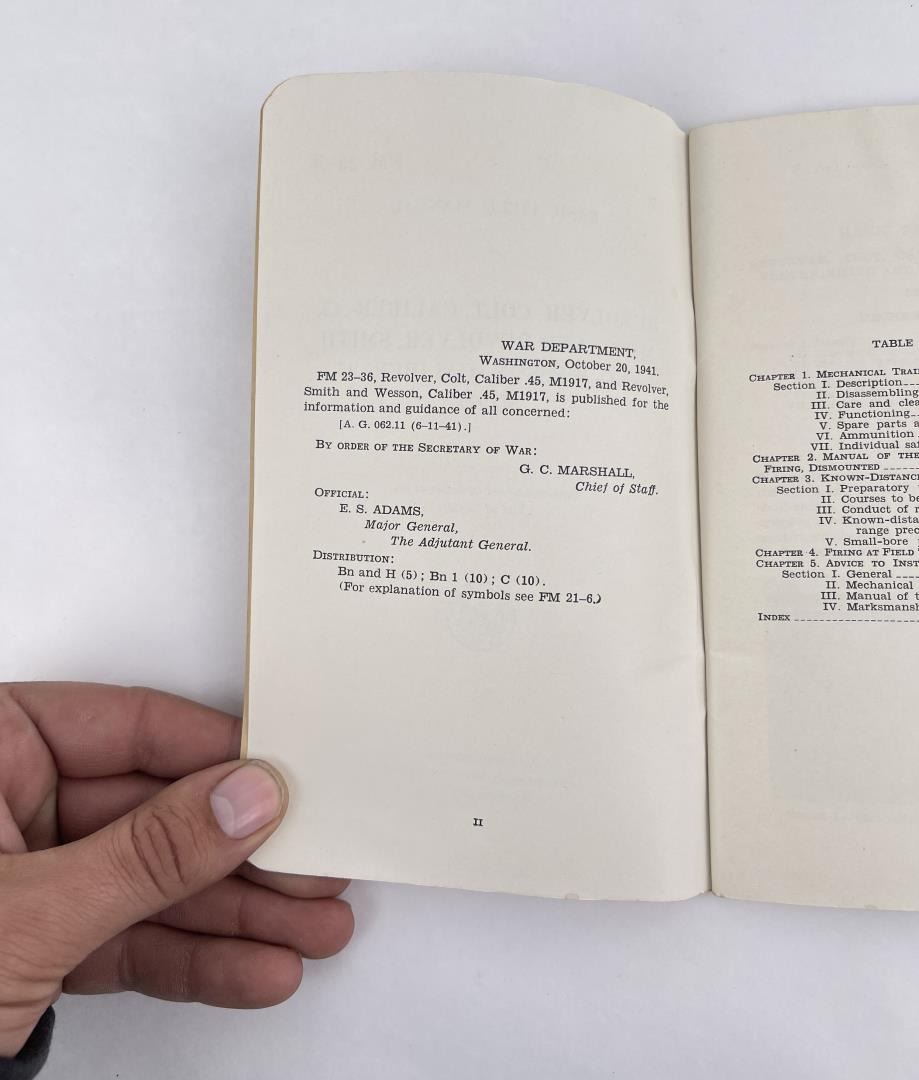 WAR DEPARTMENT,
WASHINGTON, October 20, 1941.
FM 23–36, Revolver, Colt, Caliber .45, M1917, and Revolver,
Smith and Wesson, Caliber .45, M1917, is published for the
information and guidance of all concerned:
[A. G. 062.11 (6–11–41).]
BY ORDER OF THE SECRETARY OF WAR:
G. C. MARSHALL,
Chief of Staff.
OFFICIAL:
E. S. ADAMS,
Major General,
The Adjutant General.
DISTRIBUTION:
Bn and H (5); Bn 1 (10); C (10).
(For explanation of symbols see FM 21–6.)
II
TABLE
CHAPTER 1. MECHANICAL
Section I. Description
II. Disassembling
III. Care and
IV. Functioning
V. Spare parts
VI. Ammunition
VII. Individual
CHAPTER 2. MANUAL OF THE
FIRING, DISMOUNTED
CHAPTER 3.
Section I. Preparatory
II. Courses to
III. Conduct of
IV.
range
V. Small-bore
CHAPTER 4. FIRING AT FIELD
CHAPTER 5. ADVICE TO
Section I. General
II. Mechanical
III. Manual of
IV.
INDEX